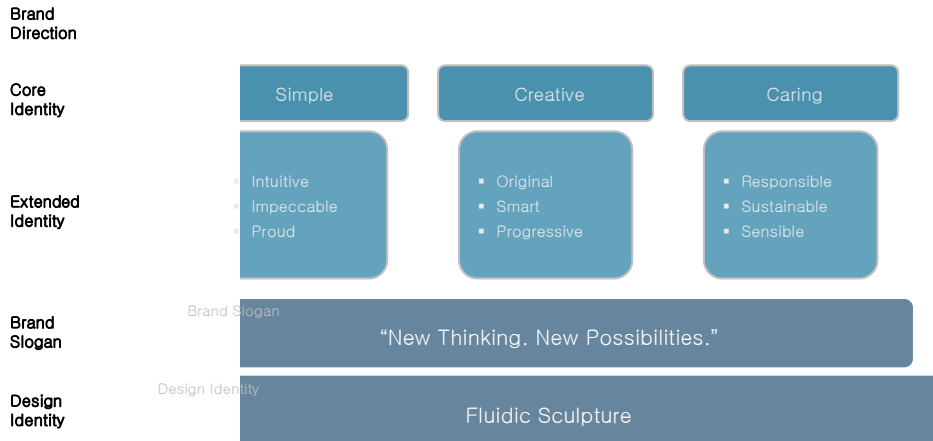 Brand
Direction
Core
Identity
Simple
Creative
Caring
Extended
Identity
▪ Intuitive
▪ Impeccable
▪ Proud
▪ Original
▪ Smart
▪ Progressive
▪ Responsible
▪ Sustainable
▪ Sensible
Brand
Slogan
Brand Slogan
“New Thinking. New Possibilities.”
Design
Identity
Design Identity
Fluidic Sculpture